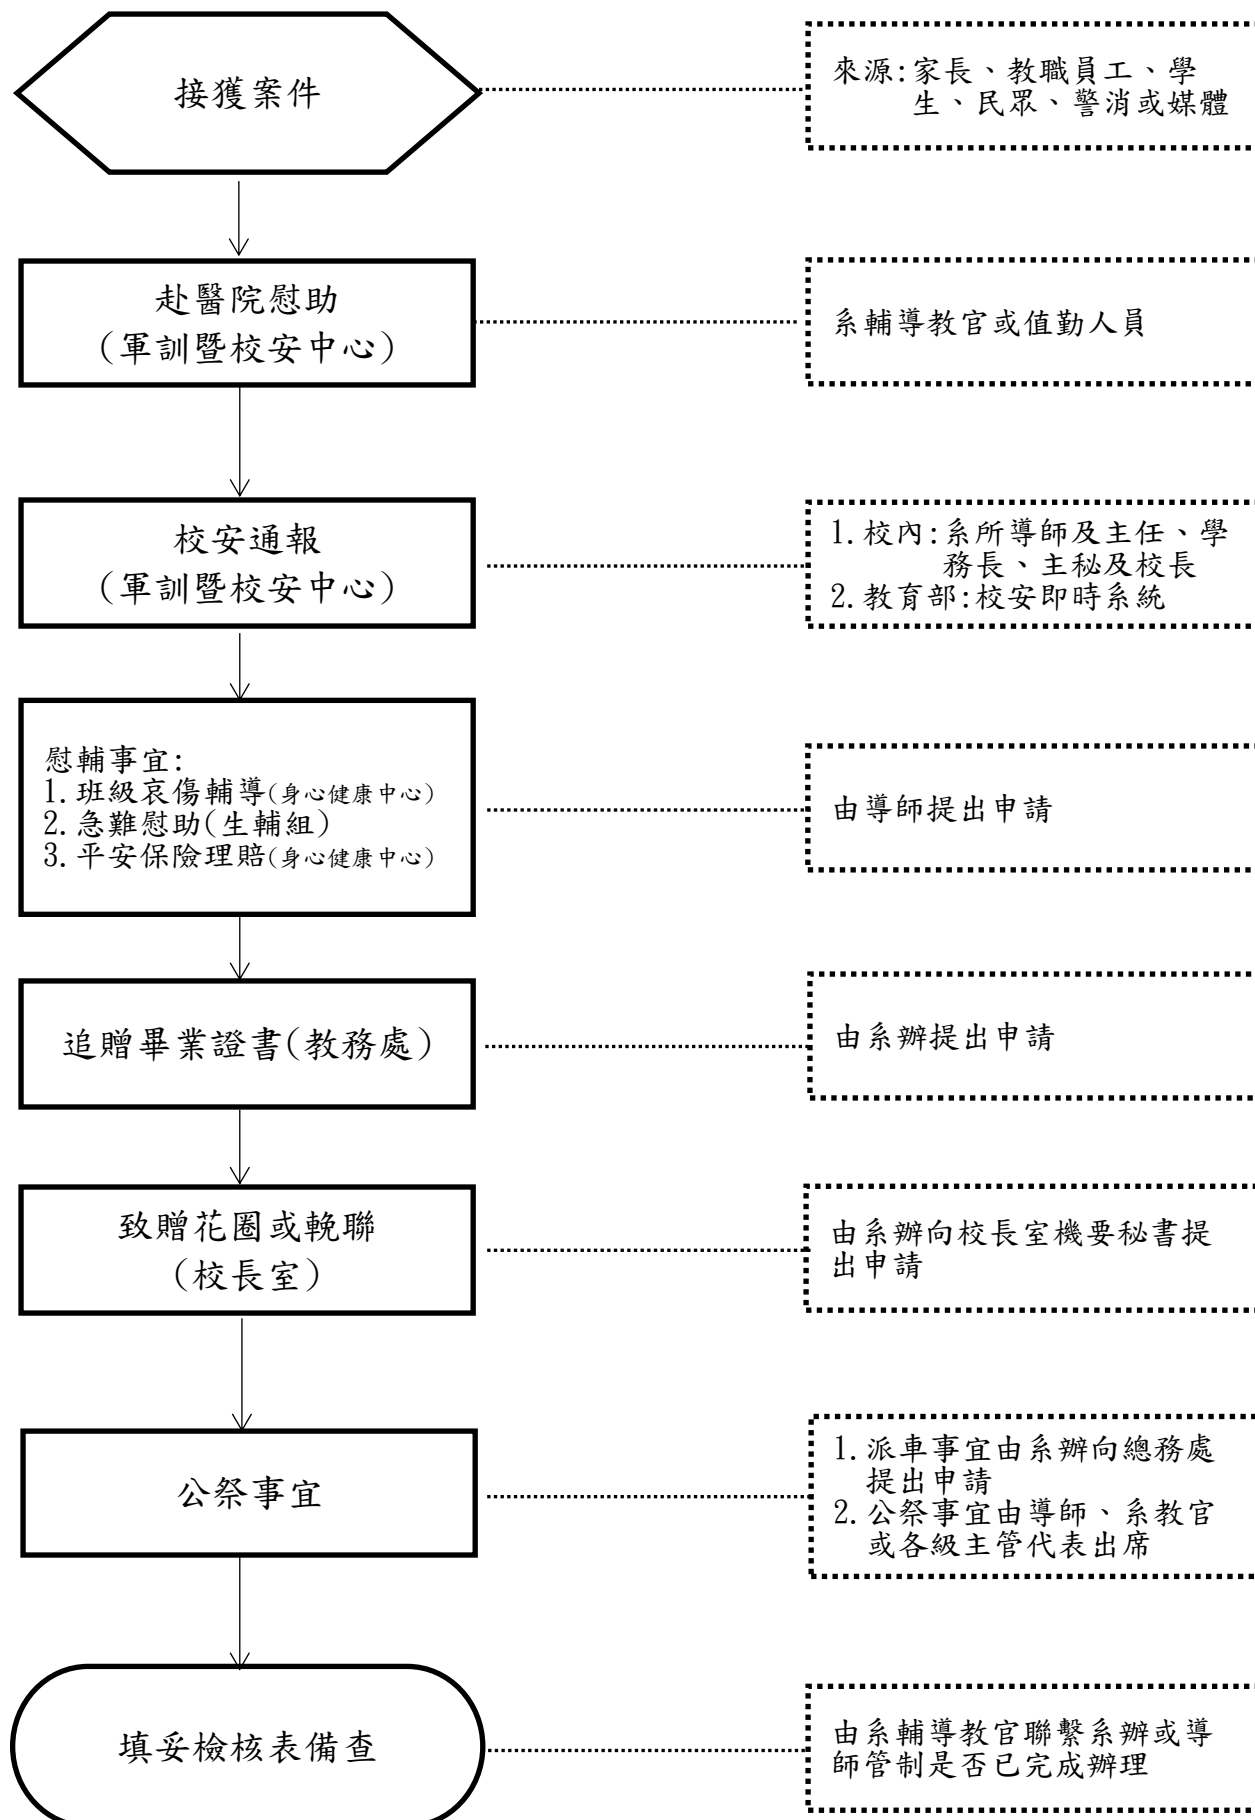 接獲案件
來源:家長、教職員工、學
生、民眾、警消或媒體
赴醫院慰助
(軍訓暨校安中心)
系輔導教官或值勤人員
校安通報
(軍訓暨校安中心)
1.校內:系所導師及主任、學
務長、主秘及校長
2.教育部:校安即時系統
慰輔事宜:
1.班級哀傷輔導(身心健康中心)
2.急難慰助(生輔組)
3.平安保險理賠(身心健康中心)
由導師提出申請
追贈畢業證書(教務處)
由系辦提出申請
致贈花圈或輓聯
(校長室)
由系辦向校長室機要秘書提
出申請
公祭事宜
1.派車事宜由系辦向總務處
提出申請
2.公祭事宜由導師、系教官
或各級主管代表出席
填妥檢核表備查
由系輔導教官聯繫系辦或導
師管制是否已完成辦理